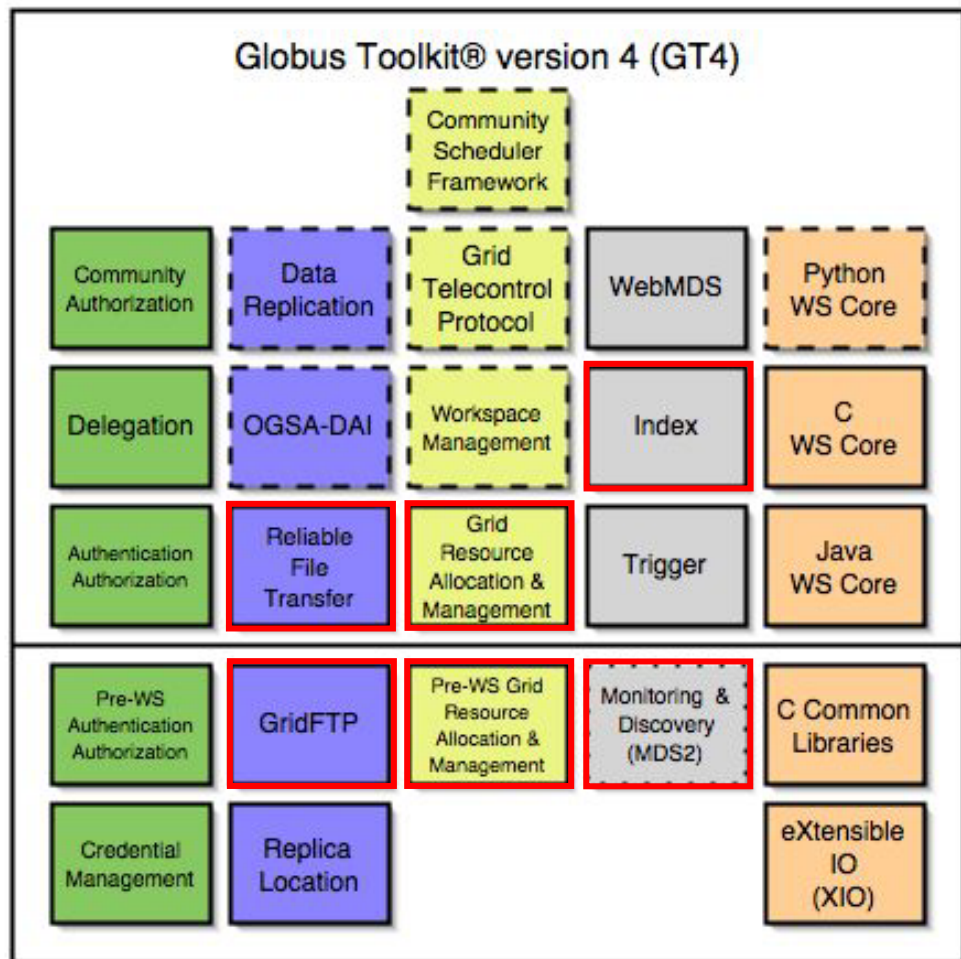 Globus Toolkit® version 4 (GT4)
Community
Scheduler
Framework
Community
Authorization
Data
Replication
Grid
Telecontrol
Protocol
WebMDS
Python
WS Core
Delegation
OGSA-DAI
Workspace
Management
Index
C
WS Core
Authentication
Authorization
Reliable
File
Transfer
Grid
Resource
Allocation &
Management
Trigger
Java
WS Core
Pre-WS
Authentication
Authorization
GridFTP
Pre-WS Grid
Resource
Allocation &
Management
Monitoring &
Discovery
(MDS2)
C Common
Libraries
Credential
Management
Replica
Location
eXtensible
IO
(XIO)